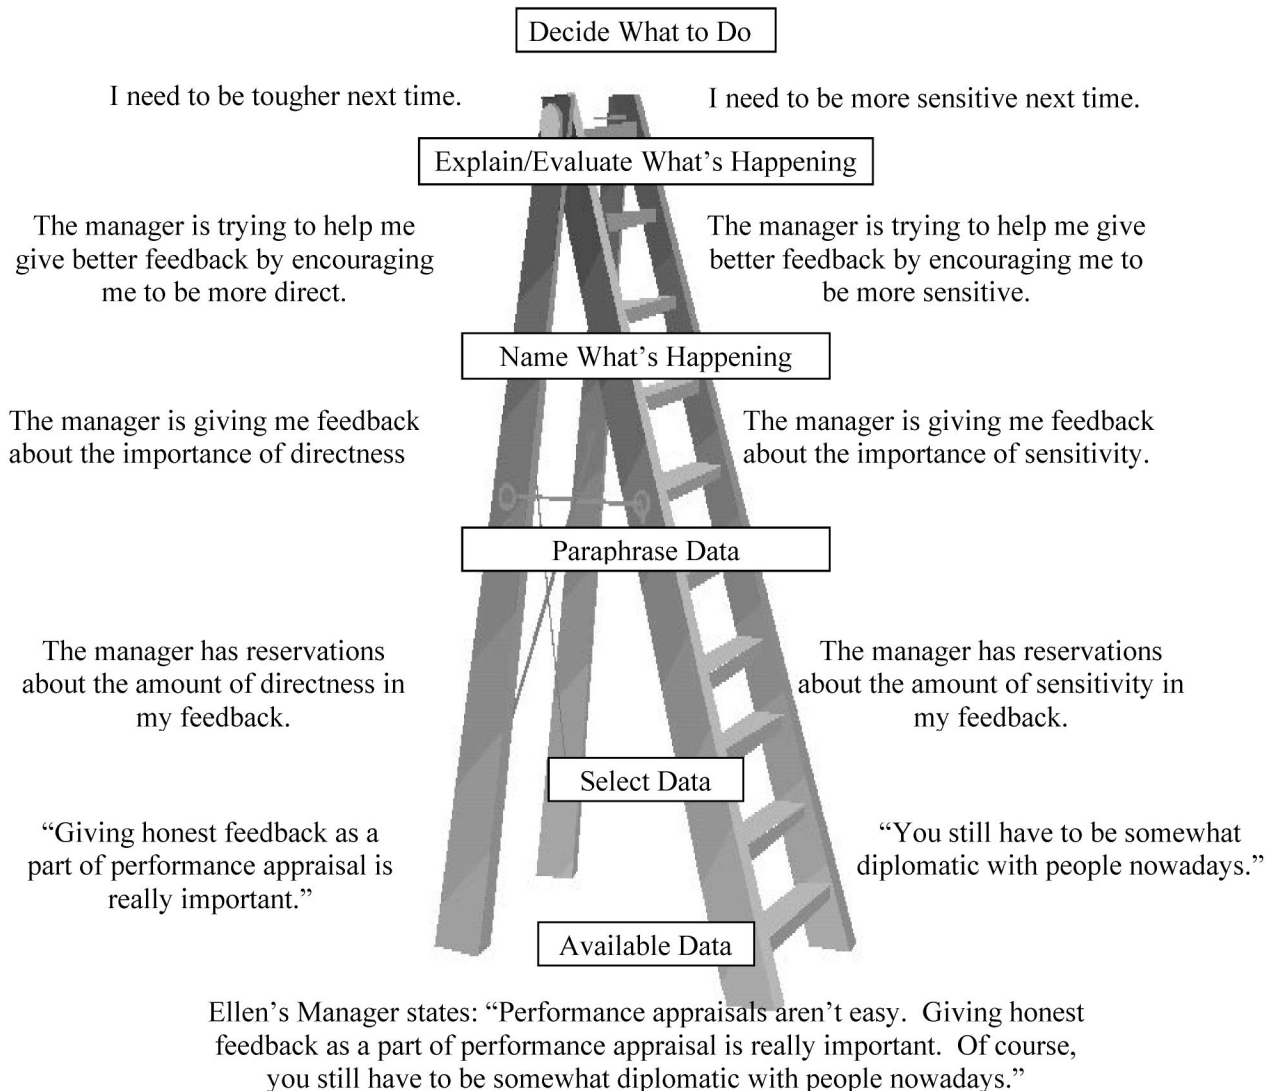 Decide What to Do
I need to be tougher next time.
I need to be more sensitive next time.
Explain/Evaluate What's Happening
The manager is trying to help me
give better feedback by encouraging
me to be more direct.
The manager is trying to help me give
better feedback by encouraging me to
be more sensitive.
Name What's Happening
The manager is giving me feedback
about the importance of directness
The manager is giving me feedback
about the importance of sensitivity.
Paraphrase Data
The manager has reservations
about the amount of directness in
my feedback.
The manager has reservations
about the amount of sensitivity in
my feedback.
Select Data
“Giving honest feedback as a
part of performance appraisal is
really important.”
“You still have to be somewhat
diplomatic with people nowadays.”
Available Data
Ellen's Manager states: “Performance appraisals aren't easy.  Giving honest
feedback as a part of performance appraisal is really important.  Of course,
you still have to be somewhat diplomatic with people nowadays.”